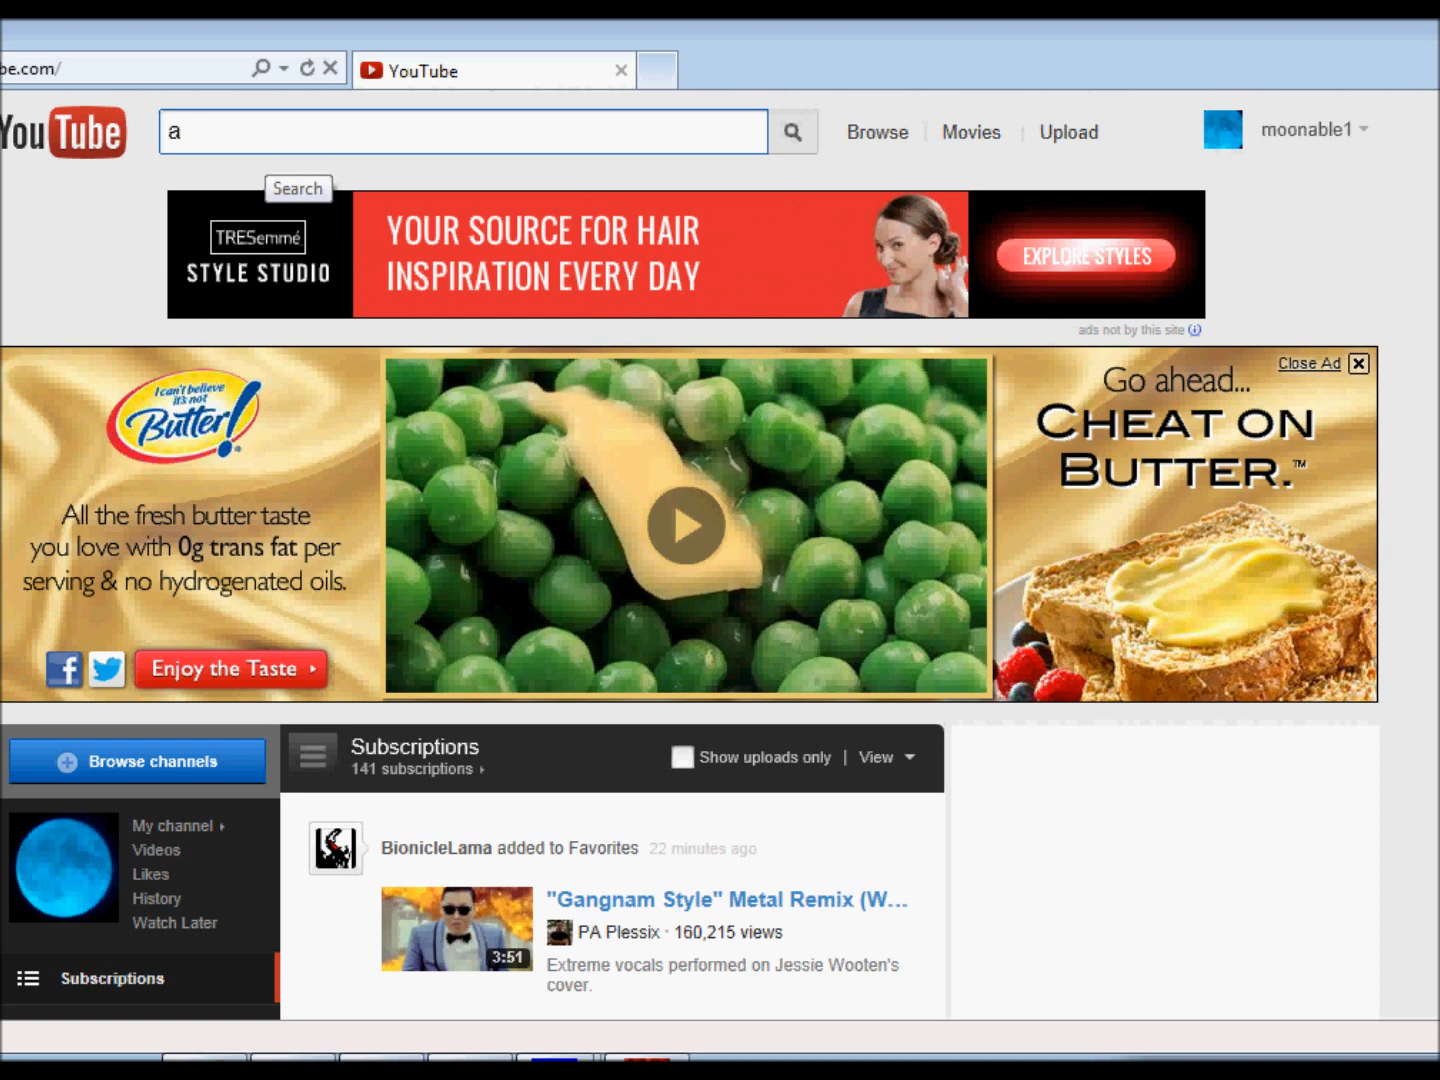 be.com/
YouTube
YouTube
a
Browse
Movies
Upload
moonable1
Search
TRESemmé
STYLE STUDIO
YOUR SOURCE FOR HAIR
INSPIRATION EVERY DAY
EXPLORE STYLES
ads not by this site
Close Ad
I can't believe
it's not
Butter!
All the fresh butter taste
you love with 0g trans fat per
serving & no hydrogenated oils.
Enjoy the Taste
Go ahead...
CHEAT ON
BUTTER.™
Browse channels
My channel
Videos
Likes
History
Watch Later
Subscriptions
Subscriptions
141 subscriptions
Show uploads only | View
BionicleLama added to Favorites 22 minutes ago
3:51
"Gangnam Style" Metal Remix (W...
PA Plessix · 160,215 views
Extreme vocals performed on Jessie Wooten's
cover.